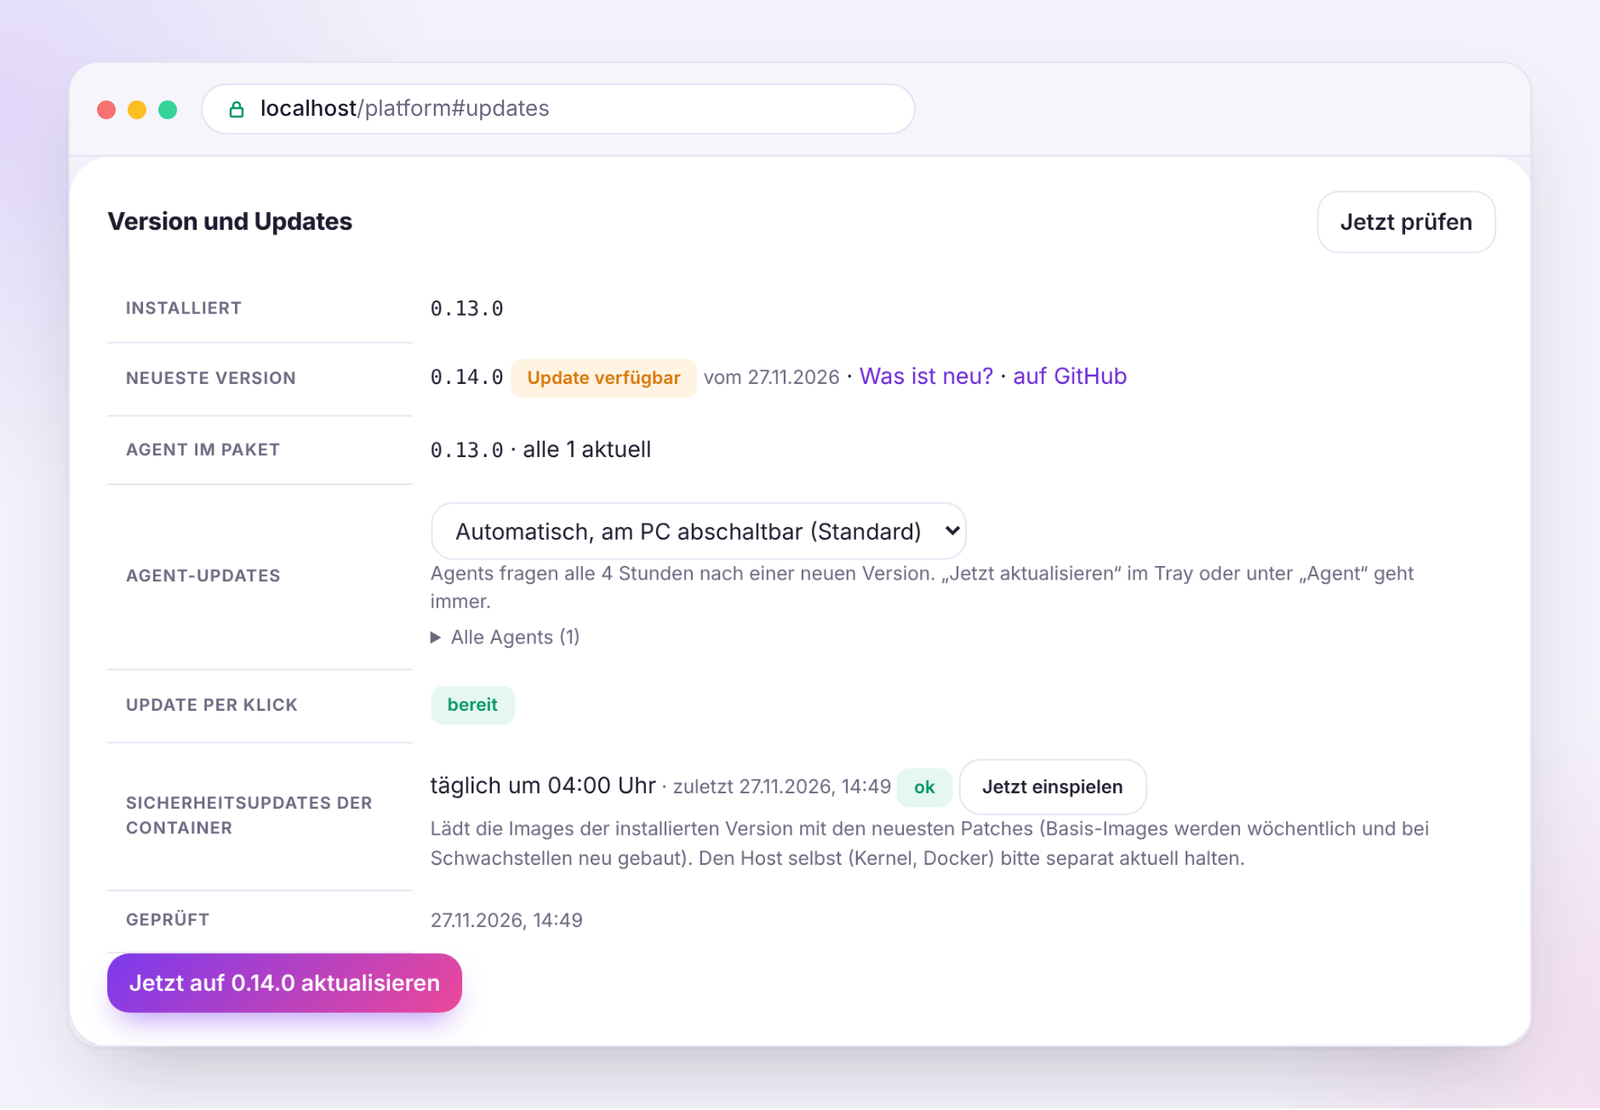 localhost/platform#updates
Version und Updates
Jetzt prüfen
INSTALLIERT
0.13.0
NEUESTE VERSION
0.14.0 Update verfügbar vom 27.11.2026 · Was ist neu? · auf GitHub
AGENT IM PAKET
0.13.0 · alle 1 aktuell
AGENT-UPDATES
Automatisch, am PC abschaltbar (Standard)
Agents fragen alle 4 Stunden nach einer neuen Version. „Jetzt aktualisieren“ im Tray oder unter „Agent“ geht
immer.
Alle Agents (1)
UPDATE PER KLICK
bereit
SICHERHEITSUPDATES DER
CONTAINER
täglich um 04:00 Uhr · zuletzt 27.11.2026, 14:49 ok Jetzt einspielen
Lädt die Images der installierten Version mit den neuesten Patches (Basis-Images werden wöchentlich und bei
Schwachstellen neu gebaut). Den Host selbst (Kernel, Docker) bitte separat aktuell halten.
GEPRÜFT
27.11.2026, 14:49
Jetzt auf 0.14.0 aktualisieren